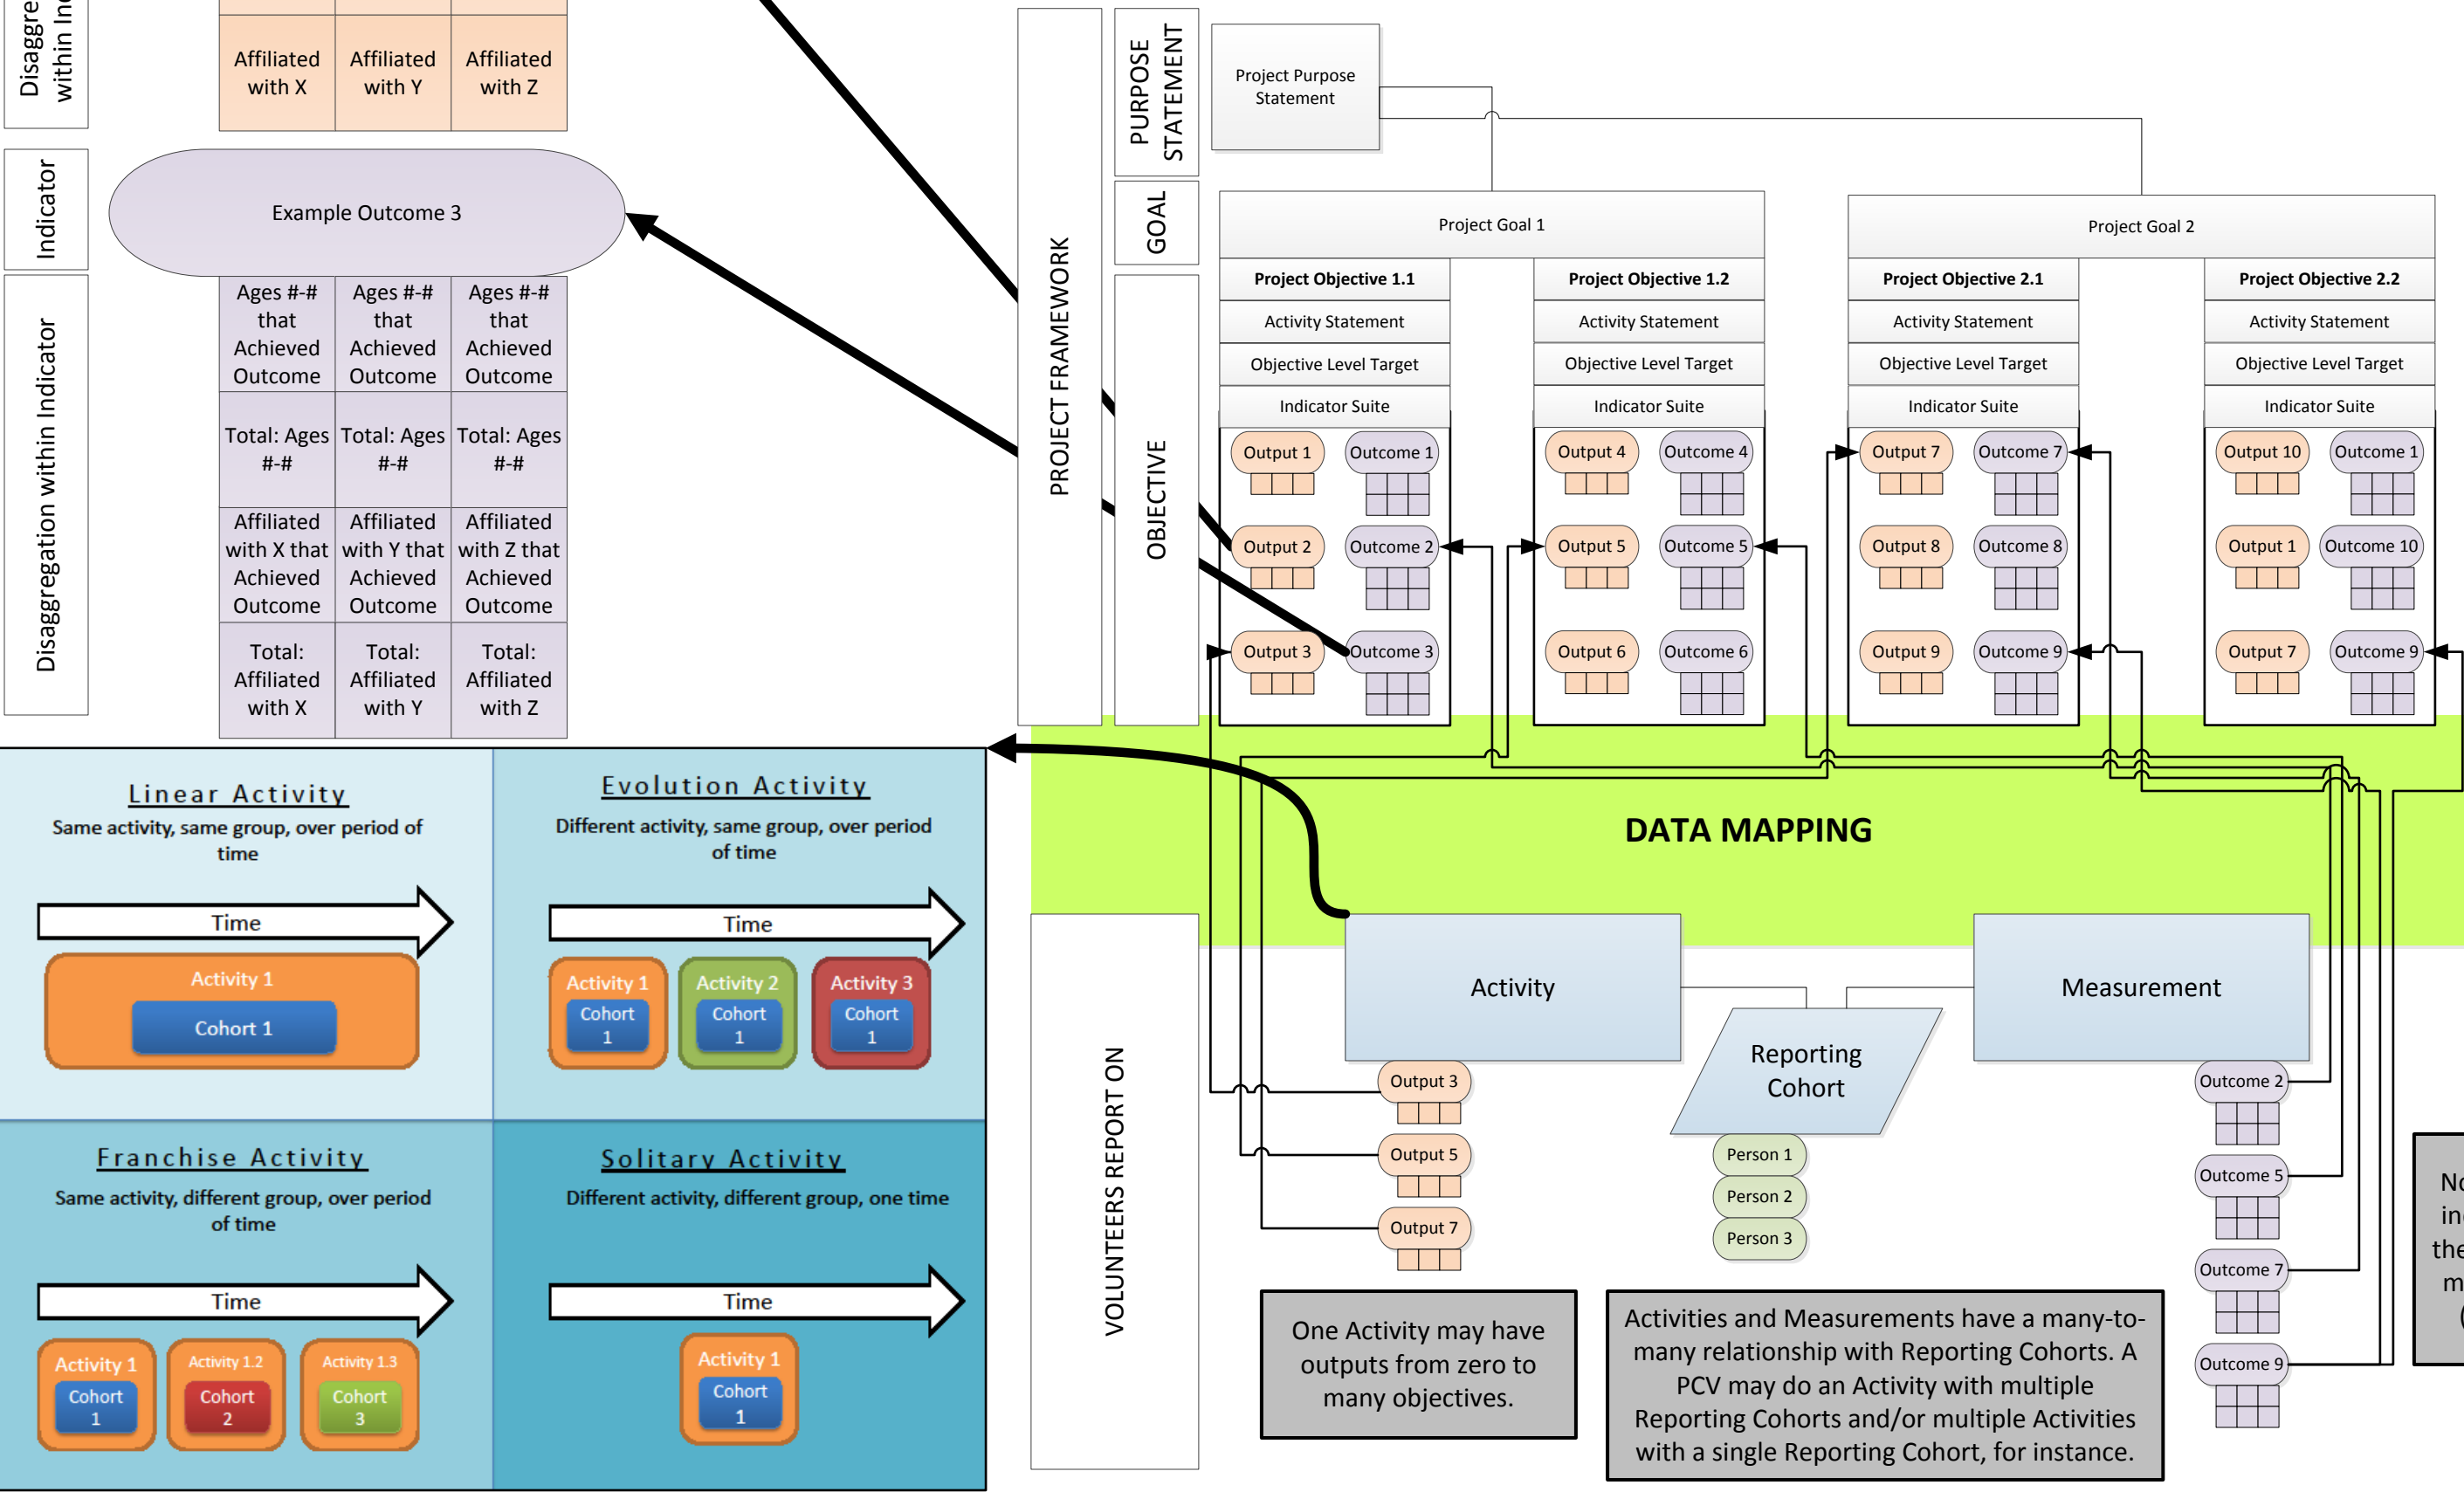 Affiliated with X
Affiliated with Y
Affiliated with Z
Indicator
Example Outcome 3
Disaggregation within Indicator
Ages #-# that Achieved Outcome
Ages #-# that Achieved Outcome
Ages #-# that Achieved Outcome
Total: Ages #-#
Total: Ages #-#
Total: Ages #-#
Affiliated with X that Achieved Outcome
Affiliated with Y that Achieved Outcome
Affiliated with Z that Achieved Outcome
Total: Affiliated with X
Total: Affiliated with Y
Total: Affiliated with Z
Linear Activity
Same activity, same group, over period of
time
Time
Activity 1
Cohort 1
Evolution Activity
Different activity, same group, over period
of time
Time
Activity 1
Cohort 1
Activity 2
Cohort 1
Activity 3
Cohort 1
Franchise Activity
Same activity, different group, over period
of time
Time
Activity 1
Cohort 1
Activity 1.2
Cohort 2
Activity 1.3
Cohort 3
Solitary Activity
Different activity, different group, one time
Time
Activity 1
Cohort 1
PROJECT FRAMEWORK
PURPOSE
STATEMENT
GOAL
OBJECTIVE
Project Purpose
Statement
Project Goal 1
Project Goal 2
Project Objective 1.1
Activity Statement
Objective Level Target
Indicator Suite
Output 1
Outcome 1
Output 2
Outcome 2
Output 3
Outcome 3
Project Objective 1.2
Activity Statement
Objective Level Target
Indicator Suite
Output 4
Outcome 4
Output 5
Outcome 5
Output 6
Outcome 6
Project Objective 2.1
Activity Statement
Objective Level Target
Indicator Suite
Output 7
Outcome 7
Output 8
Outcome 8
Output 9
Outcome 9
Project Objective 2.2
Activity Statement
Objective Level Target
Indicator Suite
Output 10
Outcome 1
Output 1
Outcome 10
Output 7
Outcome 9
DATA MAPPING
VOLUNTEERS REPORT ON
Activity
Output 3
Output 5
Output 7
Reporting
Cohort
Person 1
Person 2
Person 3
Measurement
Outcome 2
Outcome 5
Outcome 7
Outcome 9
One Activity may have
outputs from zero to
many objectives.
Activities and Measurements have a many-to-
many relationship with Reporting Cohorts. A
PCV may do an Activity with multiple
Reporting Cohorts and/or multiple Activities
with a single Reporting Cohort, for instance.